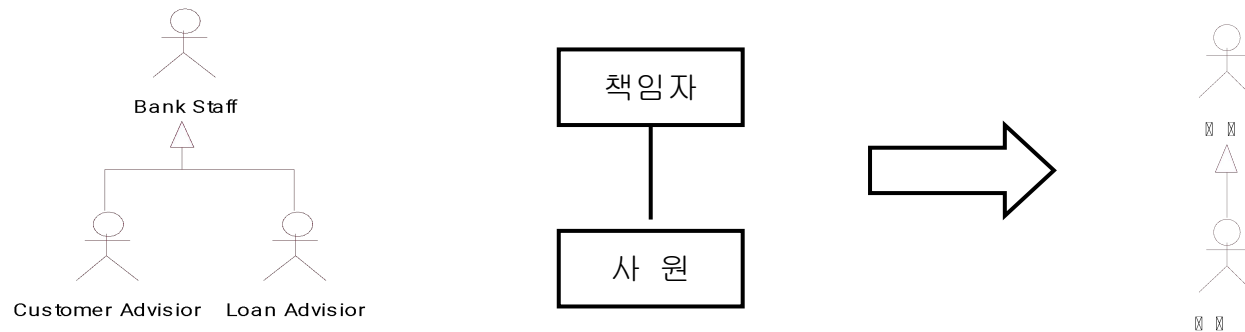 Bank Staff
Customer Advisior
Loan Advisior
책임자
사 원